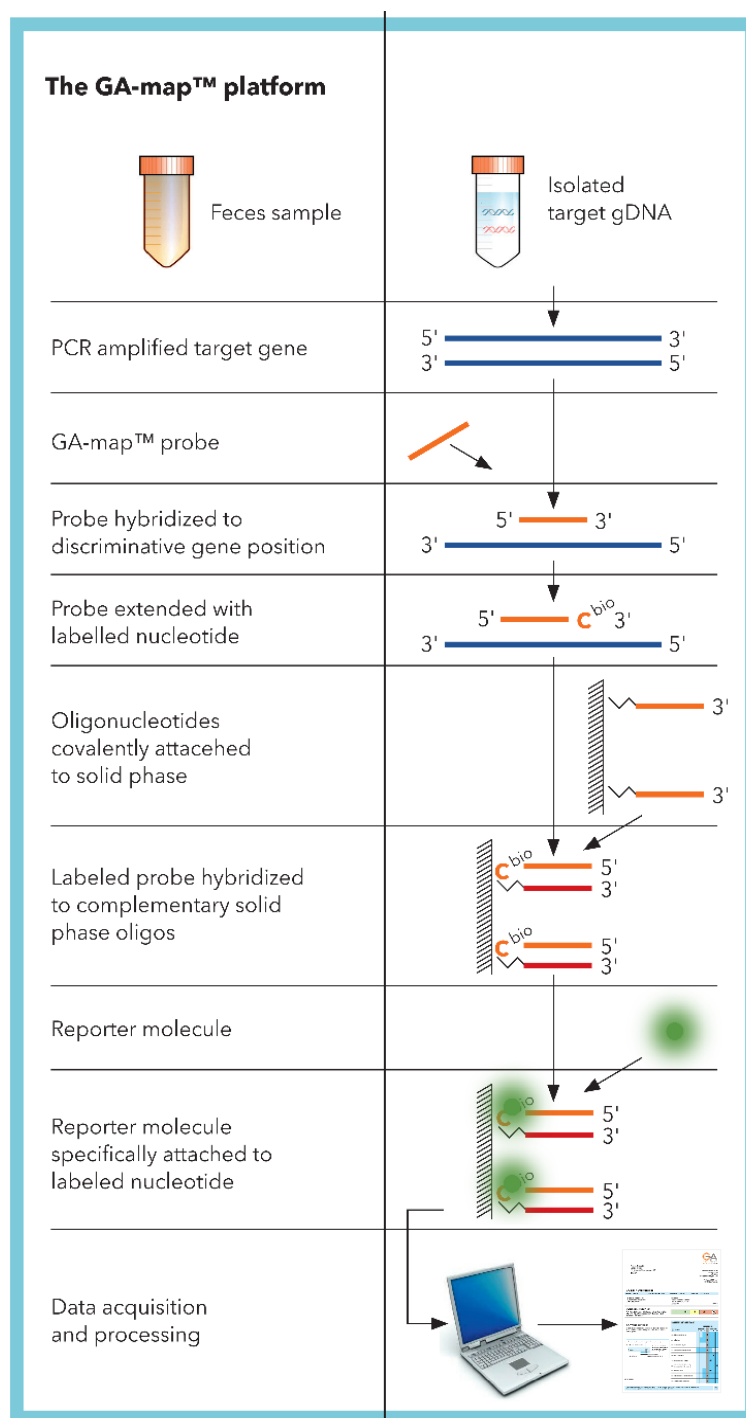 The GA-map™ platform
Feces sample
Isolated
target gDNA
PCR amplified target gene
5' 3'
3' 5'
GA-map™ probe
Probe hybridized to
discriminative gene position
5' 3'
3' 5'
Probe extended with
labelled nucleotide
5' C bio 3'
3' 5'
Oligonucleotides
covalently attacehed
to solid phase
3'
3'
Labeled probe hybridized
to complementary solid
phase oligos
C bio 5'
3'
C bio 5'
3'
Reporter molecule
Reporter molecule
specifically attached to
labeled nucleotide
C io 5'
3'
C io 5'
3'
Data acquisition
and processing
GA